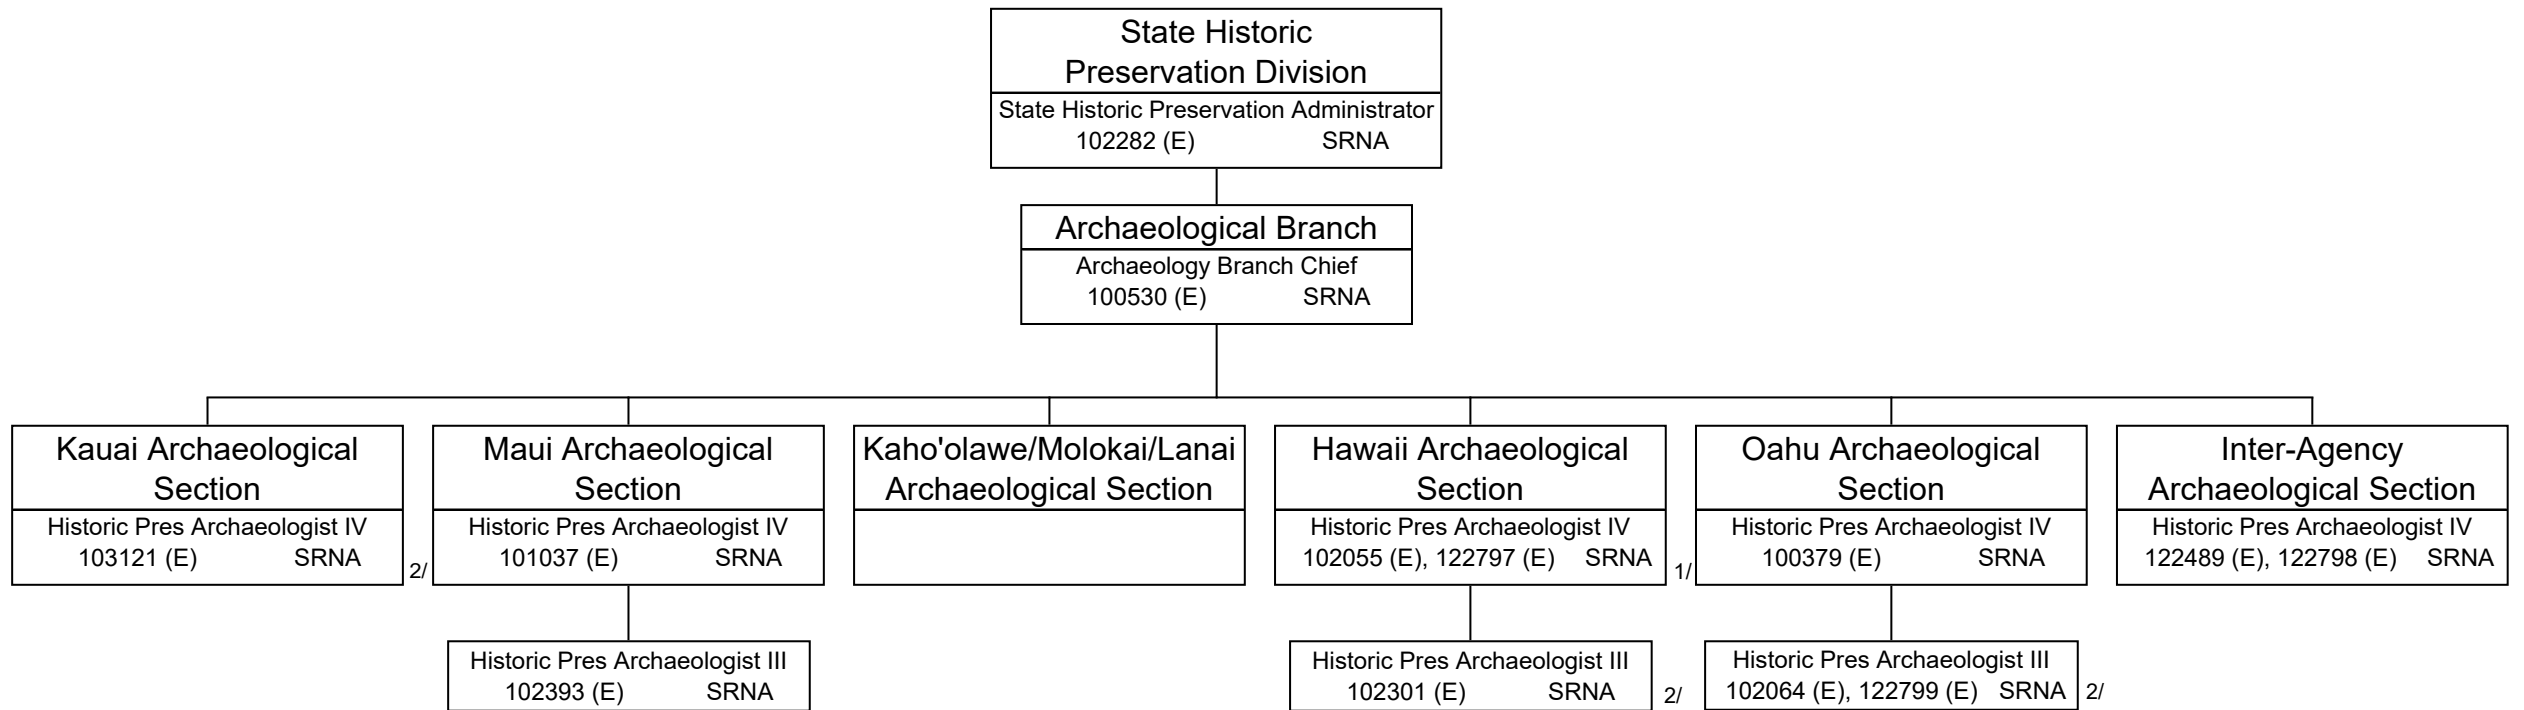 State Historic
Preservation Division
State Historic Preservation Administrator
102282 (E) SRNA
Archaeological Branch
Archaeology Branch Chief
100530 (E) SRNA
Kauai Archaeological
Section
Historic Pres Archaeologist IV
103121 (E) SRNA
2/
Maui Archaeological
Section
Historic Pres Archaeologist IV
101037 (E) SRNA
Historic Pres Archaeologist III
102393 (E) SRNA
Kaho'olawe/Molokai/Lanai
Archaeological Section
Hawaii Archaeological
Section
Historic Pres Archaeologist IV
102055 (E), 122797 (E) SRNA
1/
Historic Pres Archaeologist III
102301 (E) SRNA
2/
Oahu Archaeological
Section
Historic Pres Archaeologist IV
100379 (E) SRNA
Historic Pres Archaeologist III
102064 (E), 122799 (E) SRNA
2/
Inter-Agency
Archaeological Section
Historic Pres Archaeologist IV
122489 (E), 122798 (E) SRNA